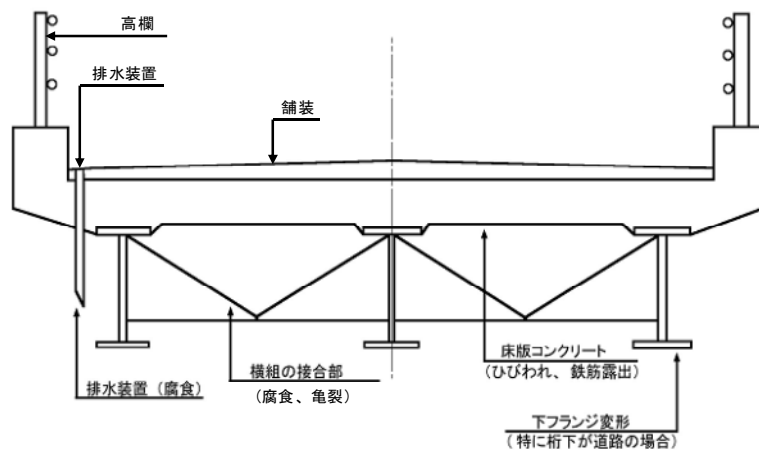 高欄
排水装置
舗装
床版コンクリート
(ひびわれ、鉄筋露出)
横組の接合部
(腐食、亀裂)
排水装置(腐食)
下フランジ変形
(特に桁下が道路の場合)